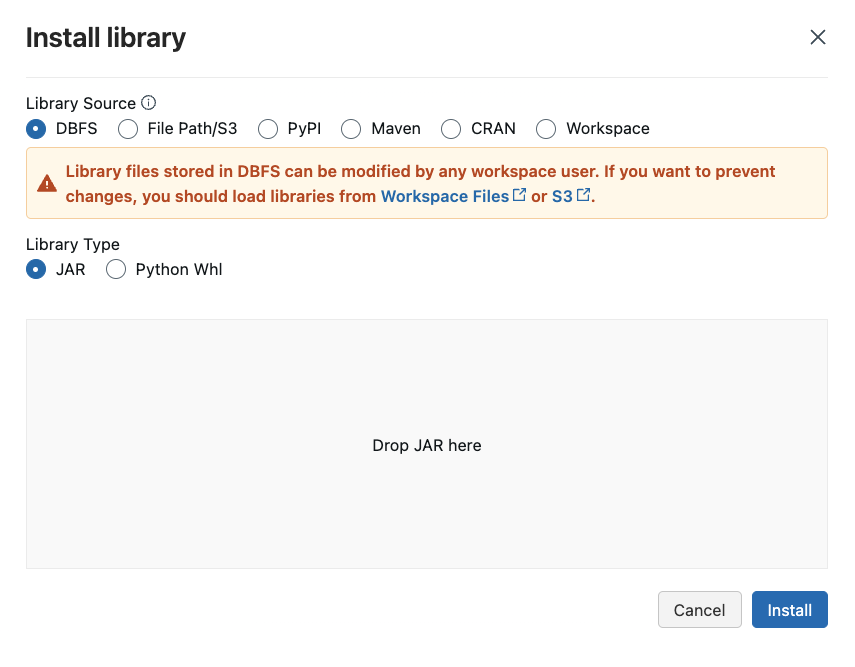 Install library
Library Source
DBFS File Path/S3 PyPI Maven CRAN Workspace
Library files stored in DBFS can be modified by any workspace user. If you want to prevent
changes, you should load libraries from Workspace Files or S3.
Library Type
JAR Python Whl
Drop JAR here
Cancel Install